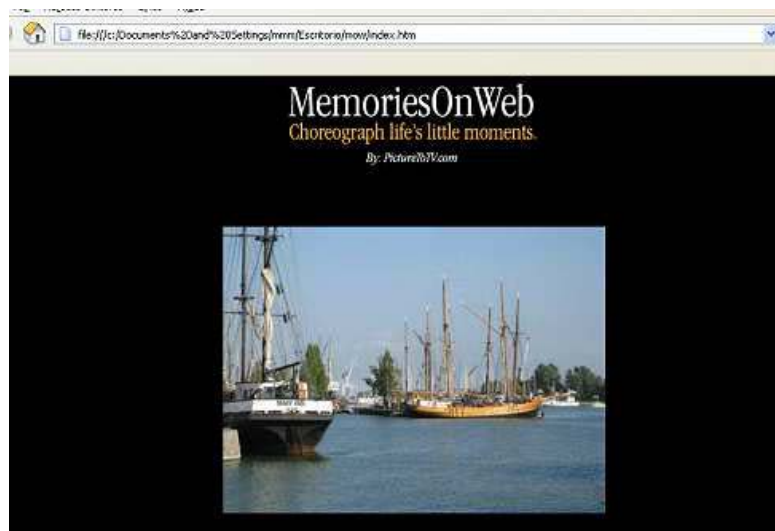 file:///c:/Documents%20and%20Settings/mmm/Escritorio/mow/index.htm
MemoriesOnWeb
Choreograph life's little moments.
By: PictureToTV.com